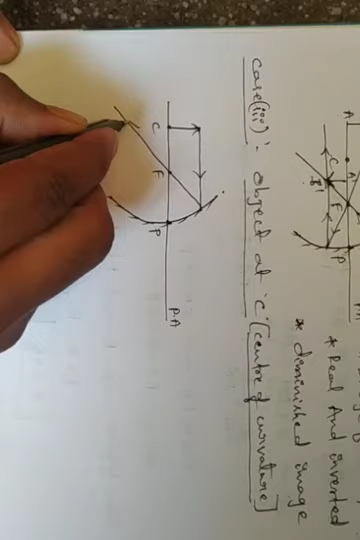 A
A'
C
B'
F
P
* Real And inverted
* diminished image
case(iii): object at 'C' [centre of curvature]
C
F
P
P.A